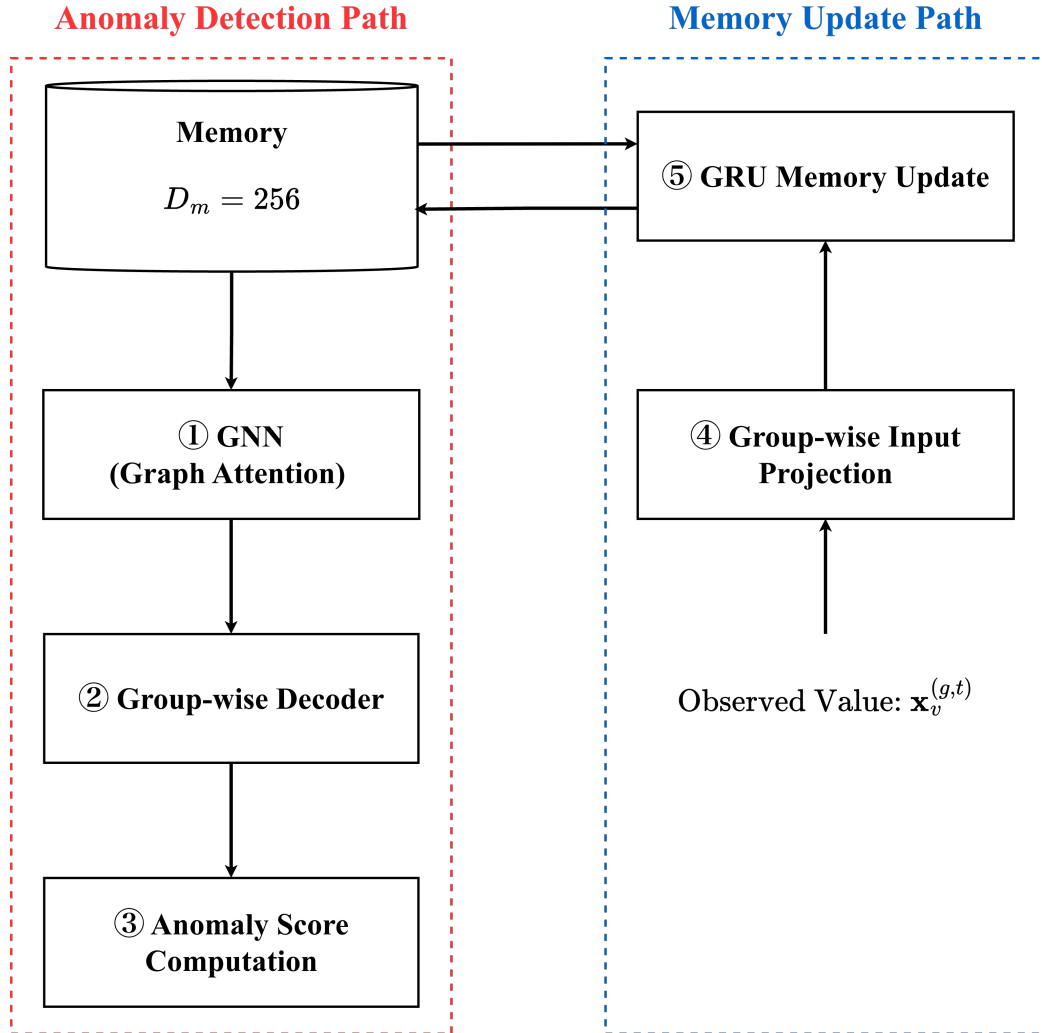 Anomaly Detection Path
Memory Update Path
Memory
D_m = 256
⑤ GRU Memory Update
① GNN
(Graph Attention)
④ Group-wise Input
Projection
② Group-wise Decoder
Observed Value: x_v^{(g,t)}
③ Anomaly Score
Computation